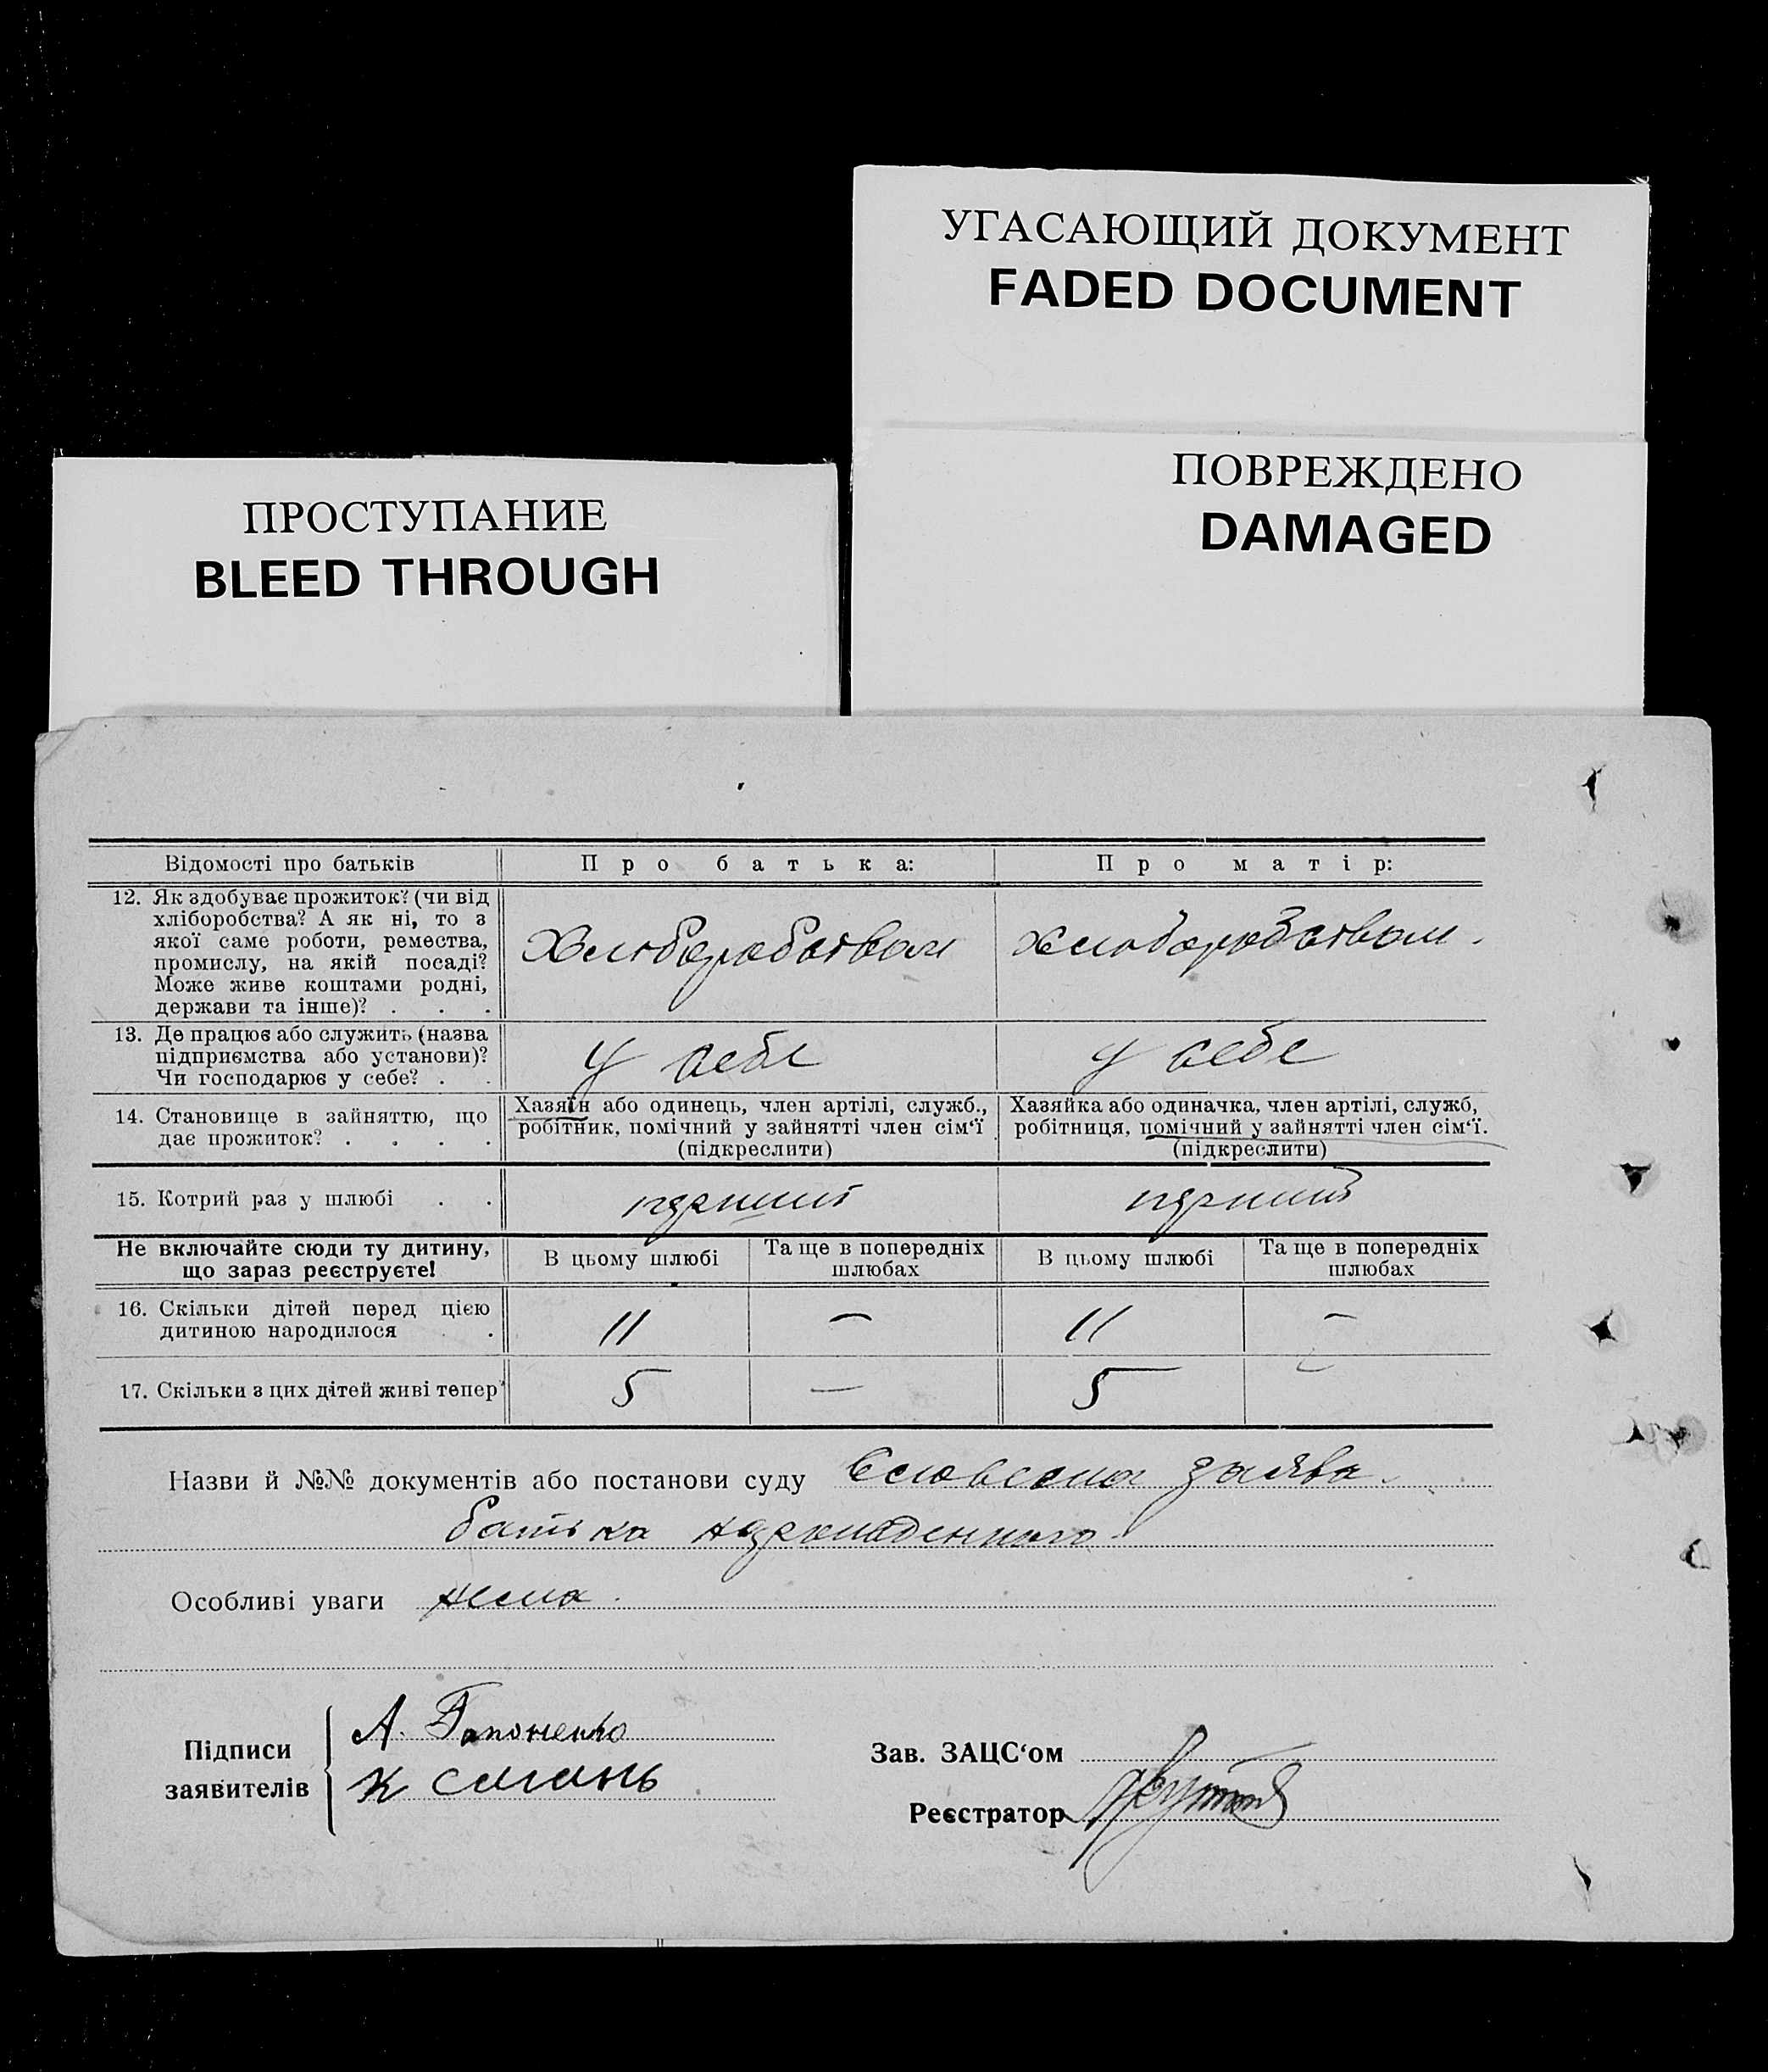 УГАСАЮЩИЙ ДОКУМЕНТ
FADED DOCUMENT
ПОВРЕЖДЕНО
DAMAGED
ПРОСТУПАНИЕ
BLEED THROUGH
Відомості про батьків
Про батька:
Про матір:
12. Як здобуває прожиток? (чи від
хліборобства? А як ні, то з
якої саме роботи, ремества,
промислу, на якій посаді?
Може живе коштами родні,
держави та інше)? . . .
Хліборобством
хліборобством.
13. Де працює або служить (назва
підприємства або установи)?
Чи господарює у себе? . .
У себе
у себе
14. Становище в зайняттю, що
дає прожиток? . . . .
Хазяїн або одинець, член артілі, служб.,
робітник, помічний у зайнятті член сім‘ї
(підкреслити)
Хазяйка або одиначка, член артілі, служб,
робітниця, помічний у зайнятті член сім‘ї.
(підкреслити)
15. Котрий раз у шлюбі . .
перший
перший
Не включайте сюди ту дитину,
що зараз реєструєте!
В цьому шлюбі
Та ще в попередніх
шлюбах
В цьому шлюбі
Та ще в попередніх
шлюбах
16. Скільки дітей перед цією
дитиною народилося .
11
—
11
—
17. Скільки з цих дітей живі тепер
5
—
5
—
Назви й №№ документів або постанови суду Словесна заява
батька
Особливі уваги нема.
Підписи
заявителів
А. Гапоненко
К сагань
Зав. ЗАЦС‘ом
Реєстратор